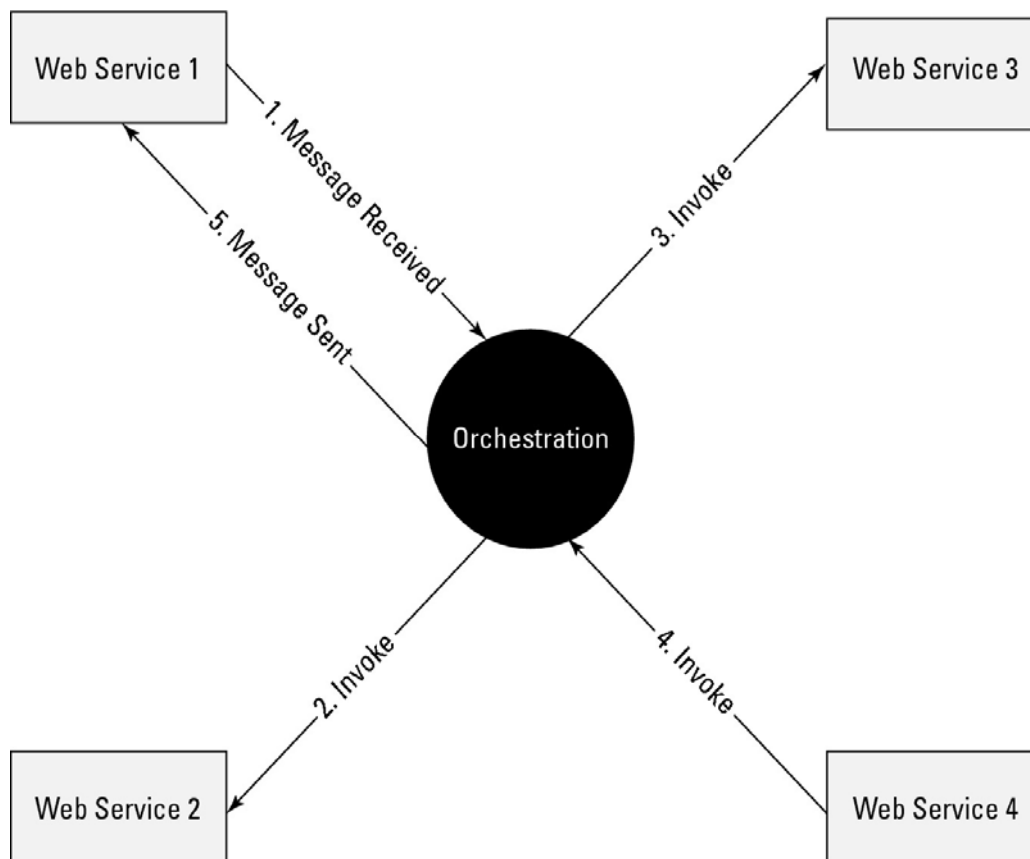 Web Service 1
Web Service 3
1. Message Received
3. Invoke
5. Message Sent
Orchestration
2. Invoke
4. Invoke
Web Service 2
Web Service 4